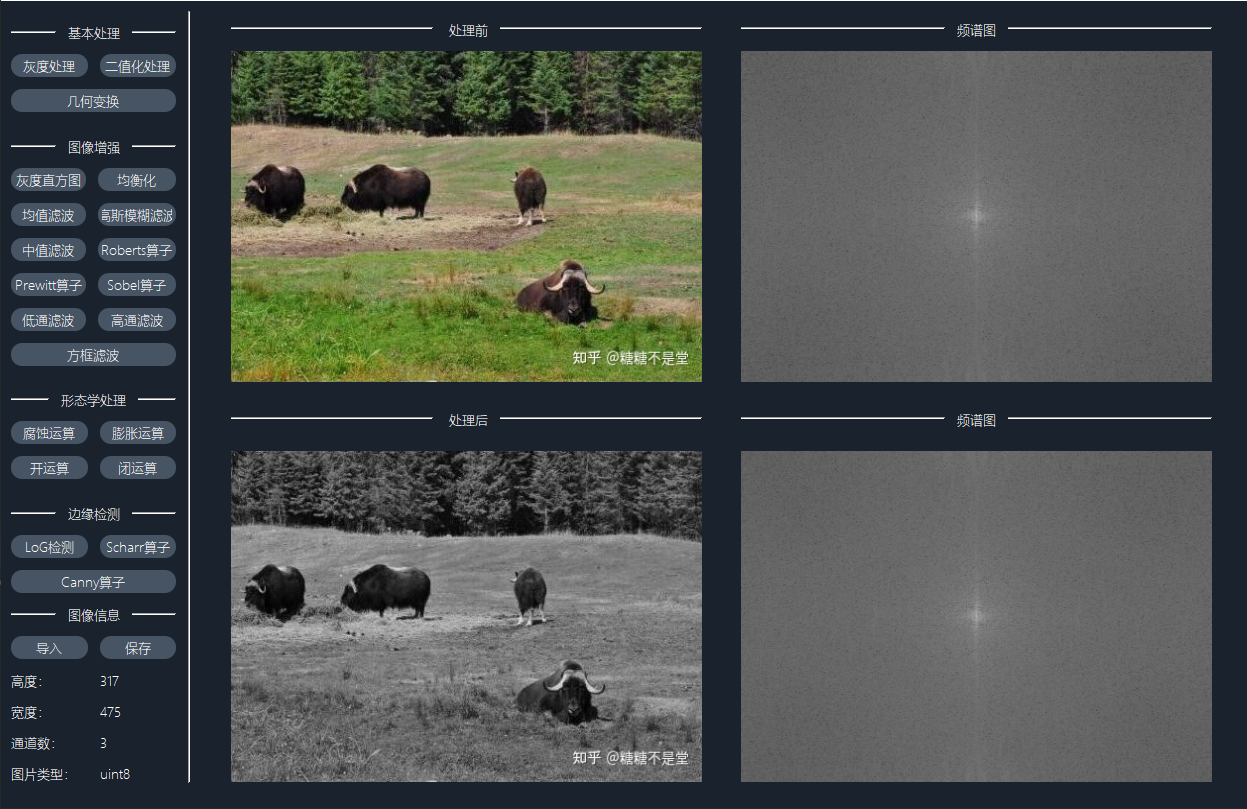 基本处理
灰度处理
二值化处理
几何变换
图像增强
灰度直方图
均衡化
均值滤波
高斯模糊滤波
中值滤波
Roberts算子
Prewitt算子
Sobel算子
低通滤波
高通滤波
方框滤波
形态学处理
腐蚀运算
膨胀运算
开运算
闭运算
边缘检测
LoG检测
Scharr算子
Canny算子
图像信息
导入
保存
高度: 317
宽度: 475
通道数: 3
图片类型: uint8
处理前
知乎 @糖糖不是堂
频谱图
处理后
知乎 @糖糖不是堂
频谱图